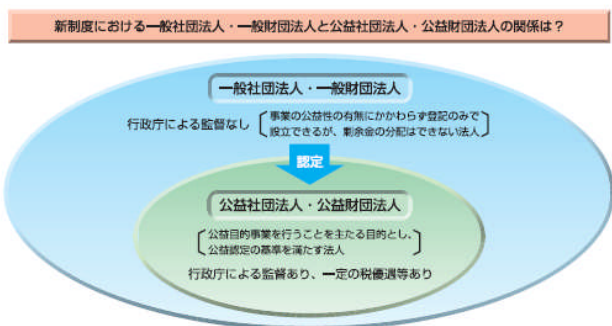 新制度における一般社団法人・一般財団法人と公益社団法人・公益財団法人の関係は？
一般社団法人・一般財団法人
行政庁による監督なし
事業の公益性の有無にかかわらず登記のみで
設立できるが、剰余金の分配はできない法人
認定
公益社団法人・公益財団法人
公益目的事業を行うことを主たる目的とし、
公益認定の基準を満たす法人
行政庁による監督あり、一定の税優遇等あり